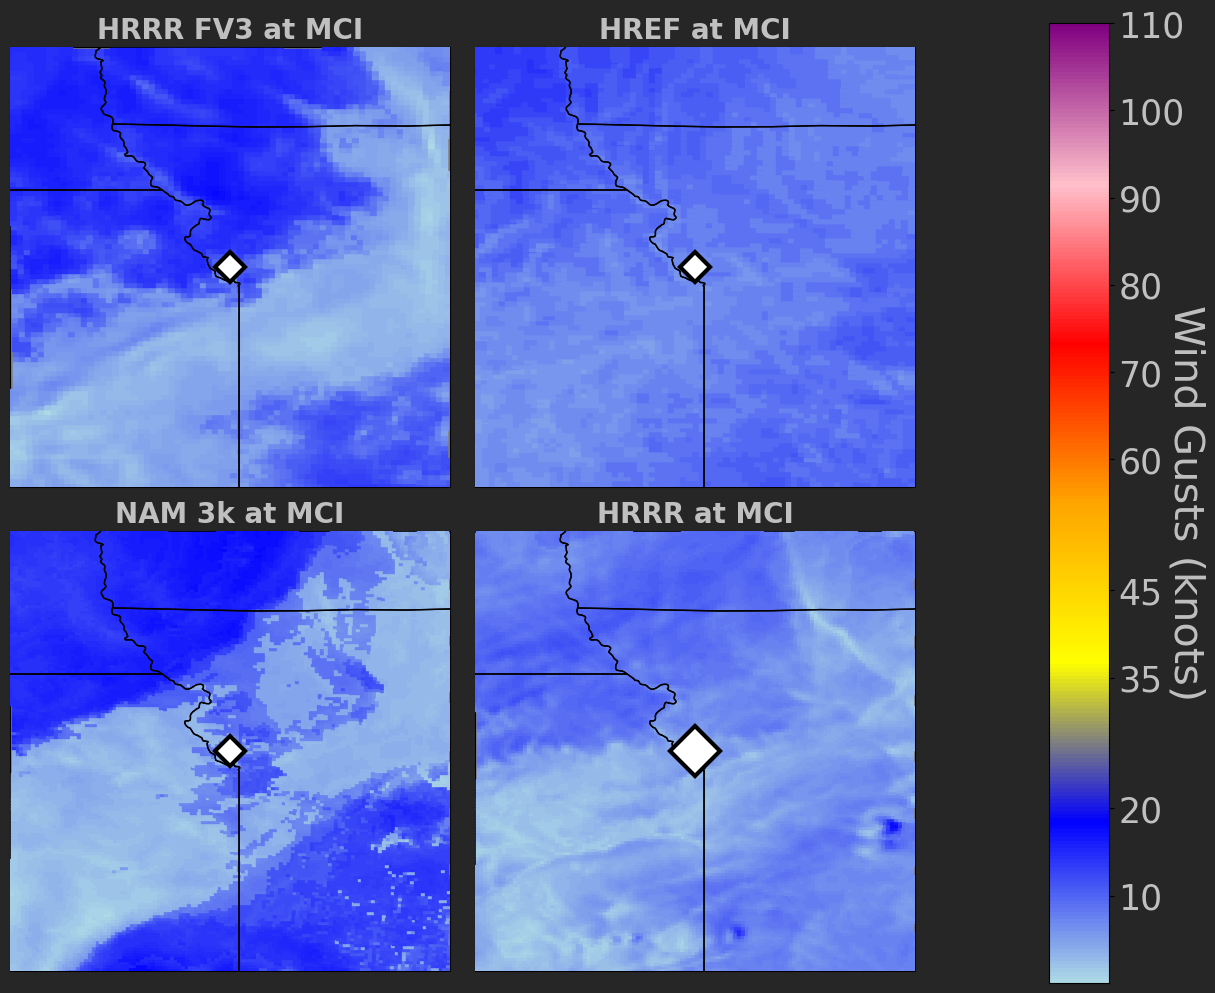 HRRR FV3 at MCI
HREF at MCI
NAM 3k at MCI
HRRR at MCI
110
100
90
80
70
60
45
35
20
10
Wind Gusts (knots)